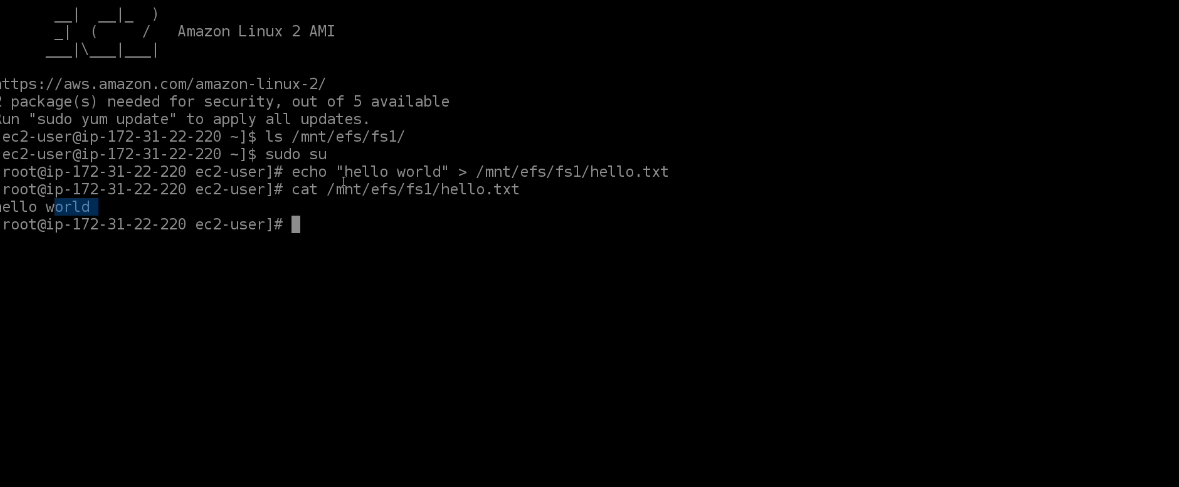 __|  __|_  )
_|  (     /   Amazon Linux 2 AMI
___|\___|___|
ttps://aws.amazon.com/amazon-linux-2/
2 package(s) needed for security, out of 5 available
Run "sudo yum update" to apply all updates.
ec2-user@ip-172-31-22-220 ~]$ ls /mnt/efs/fs1/
ec2-user@ip-172-31-22-220 ~]$ sudo su
root@ip-172-31-22-220 ec2-user]# echo "hello world" > /mnt/efs/fs1/hello.txt
root@ip-172-31-22-220 ec2-user]# cat /mnt/efs/fs1/hello.txt
hello world
root@ip-172-31-22-220 ec2-user]#